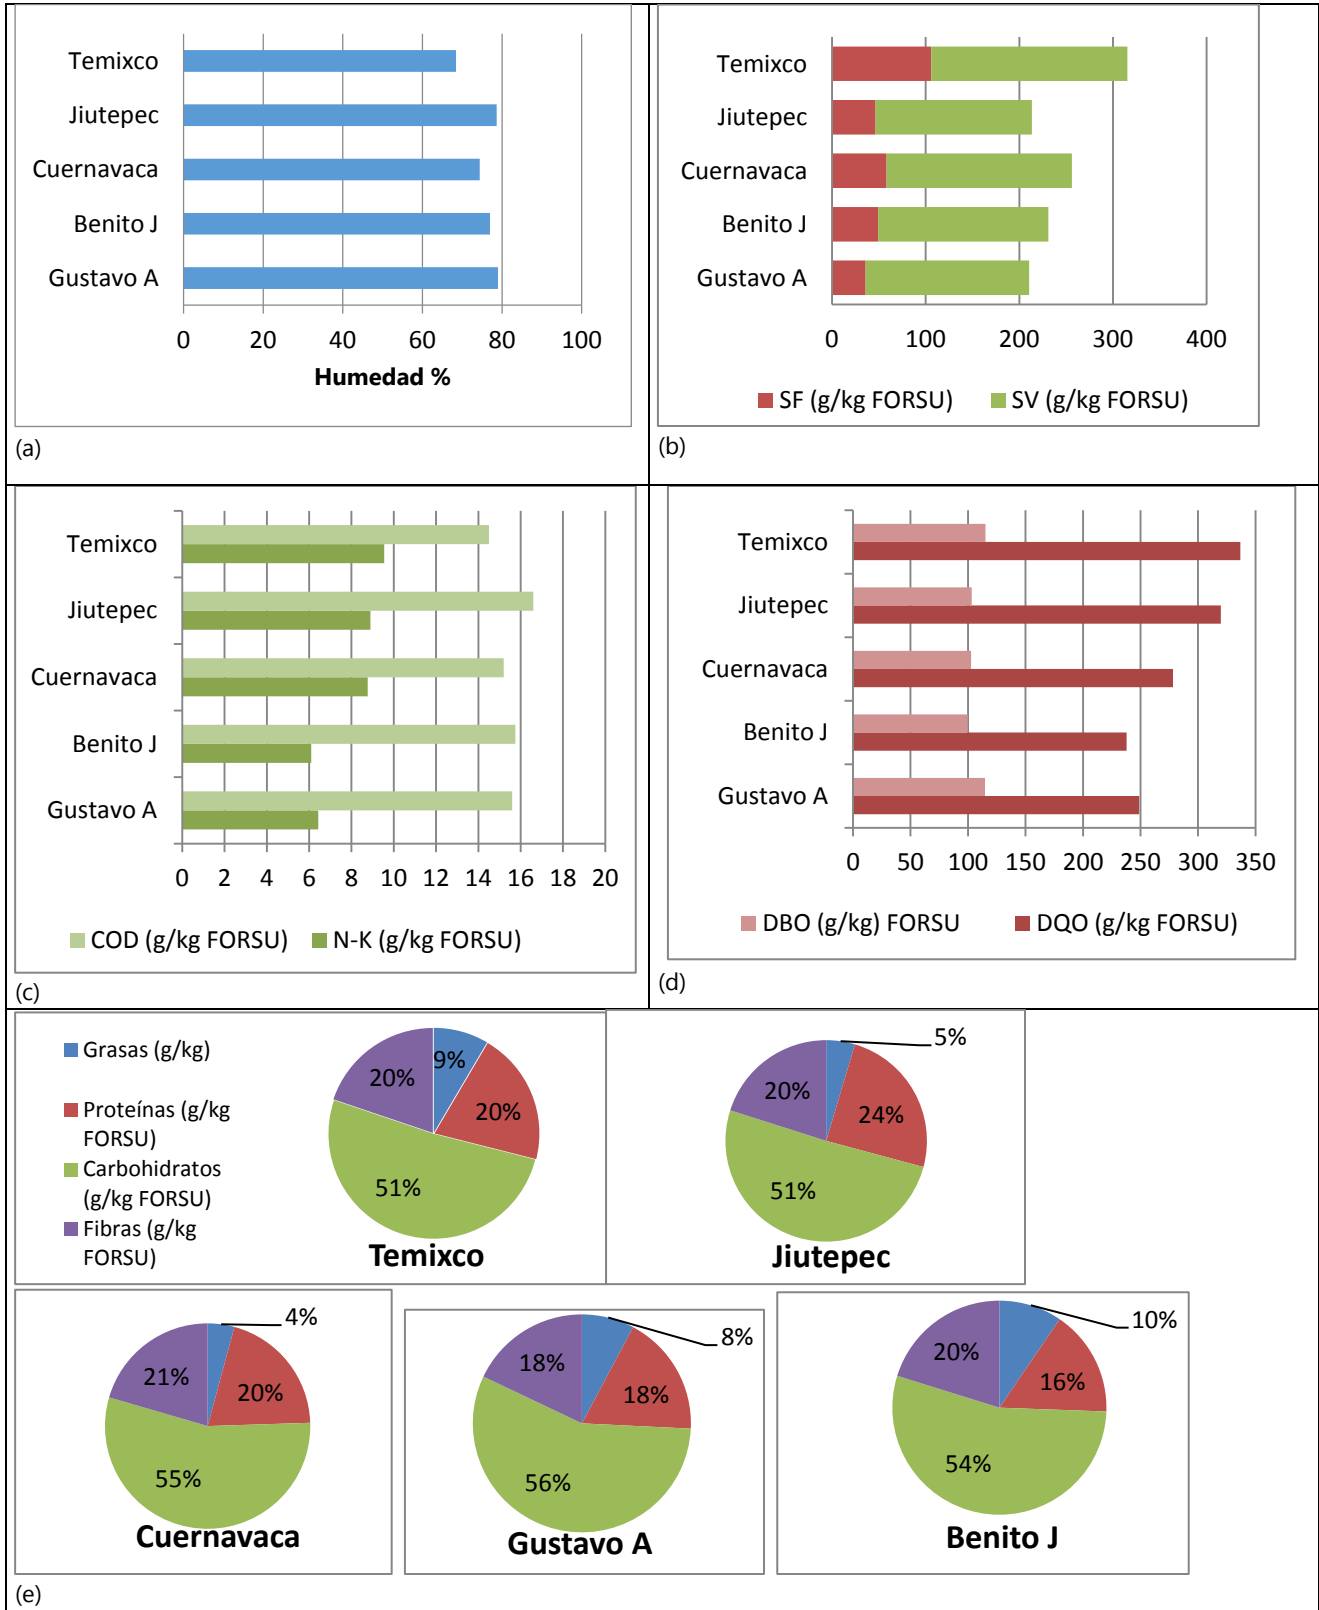 Temixco
Jiutepec
Cuernavaca
Benito J
Gustavo A
0 20 40 60 80 100
Humedad %
(a)
Temixco
Jiutepec
Cuernavaca
Benito J
Gustavo A
0 100 200 300 400
SF (g/kg FORSU) SV (g/kg FORSU)
(b)
Temixco
Jiutepec
Cuernavaca
Benito J
Gustavo A
0 2 4 6 8 10 12 14 16 18 20
COD (g/kg FORSU) N-K (g/kg FORSU)
(c)
Temixco
Jiutepec
Cuernavaca
Benito J
Gustavo A
0 50 100 150 200 250 300 350
DBO (g/kg) FORSU DQO (g/kg FORSU)
(d)
Grasas (g/kg)
Proteínas (g/kg
FORSU)
Carbohidratos
(g/kg FORSU)
Fibras (g/kg
FORSU)
9%
20%
20%
51%
Temixco
5%
20%
24%
51%
Jiutepec
4%
21%
20%
55%
Cuernavaca
8%
18%
18%
56%
Gustavo A
10%
20%
16%
54%
Benito J
(e)